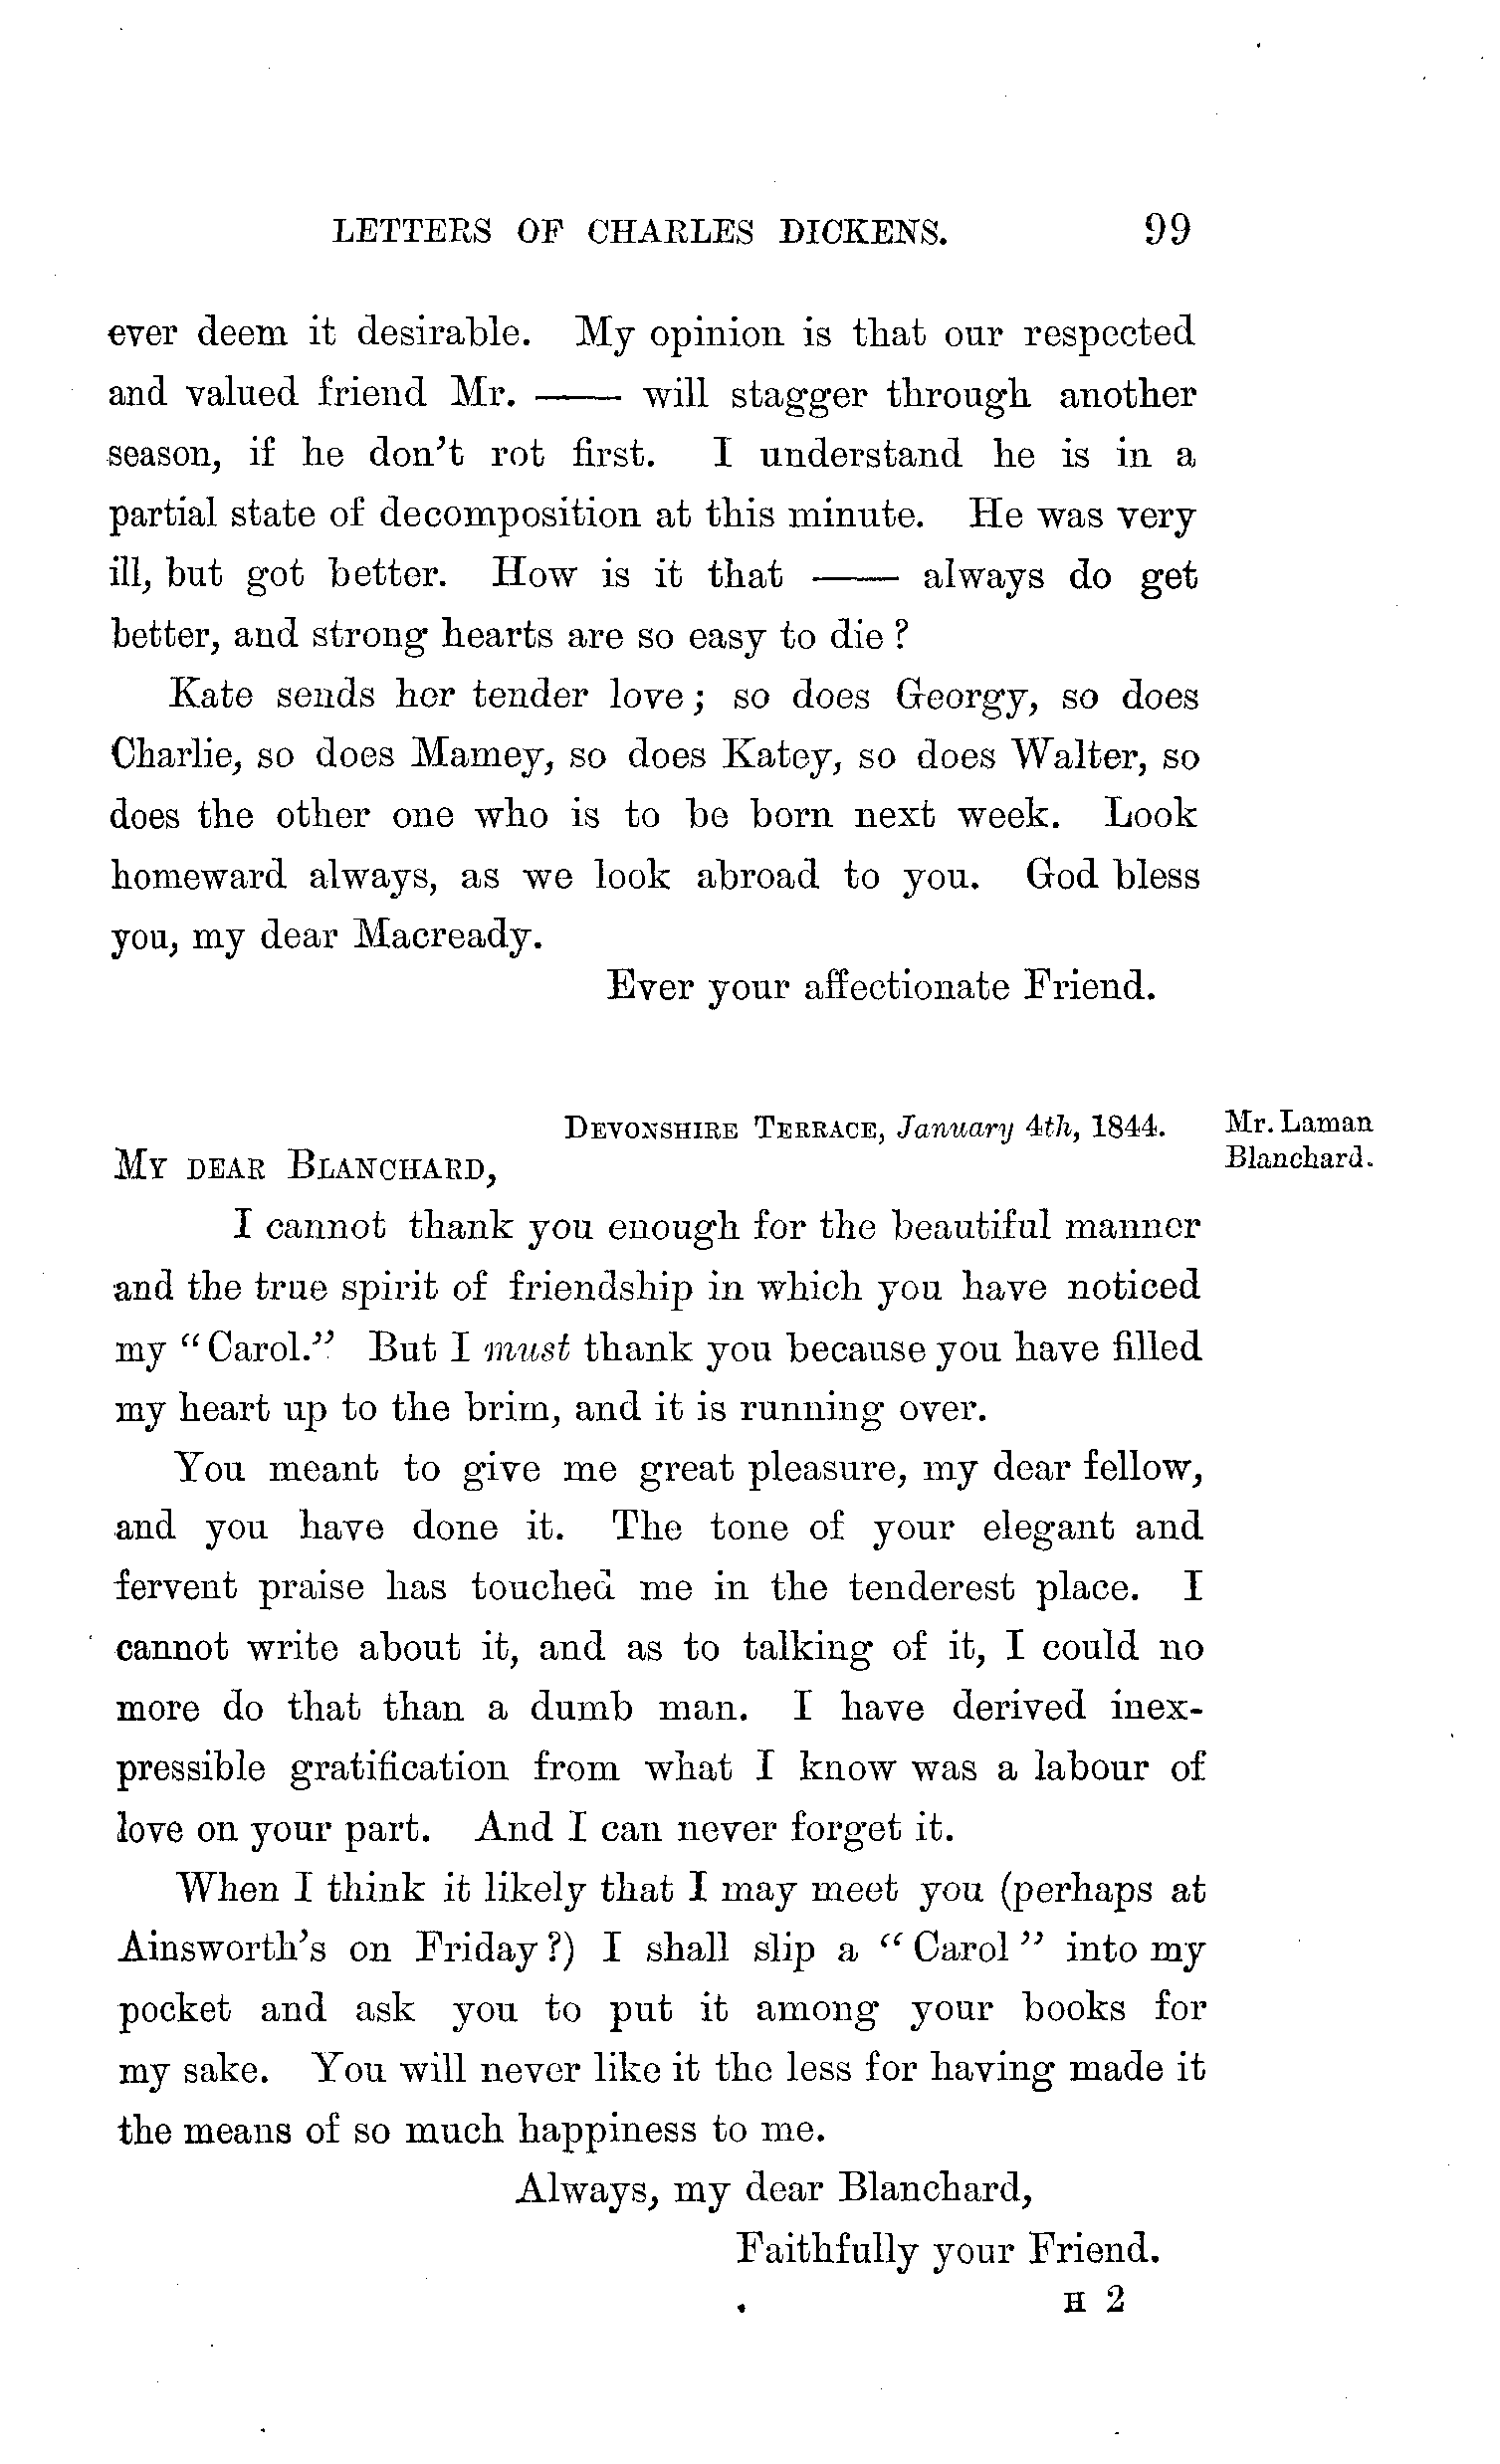 LETTERS OF CHARLES DICKENS. 99
ever deem it desirable. My opinion is that our respected
and valued friend Mr. —— will stagger through another
season, if he don't rot first. I understand he is in a
partial state of decomposition at this minute. He was very
ill, but got better. How is it that —— always do get
better, and strong hearts are so easy to die?
Kate sends her tender love; so does Georgy, so does
Charlie, so does Mamey, so does Katey, so does Walter, so
does the other one who is to be born next week. Look
homeward always, as we look abroad to you. God bless
you, my dear Macready.
Ever your affectionate Friend.
DEVONSHIRE TERRACE, January 4th, 1844.
Mr. Laman
Blanchard.
MY DEAR BLANCHARD,
I cannot thank you enough for the beautiful manner
and the true spirit of friendship in which you have noticed
my "Carol." But I must thank you because you have filled
my heart up to the brim, and it is running over.
You meant to give me great pleasure, my dear fellow,
and you have done it. The tone of your elegant and
fervent praise has touched me in the tenderest place. I
cannot write about it, and as to talking of it, I could no
more do that than a dumb man. I have derived inex-
pressible gratification from what I know was a labour of
love on your part. And I can never forget it.
When I think it likely that I may meet you (perhaps at
Ainsworth's on Friday?) I shall slip a "Carol" into my
pocket and ask you to put it among your books for
my sake. You will never like it the less for having made it
the means of so much happiness to me.
Always, my dear Blanchard,
Faithfully your Friend.
H 2